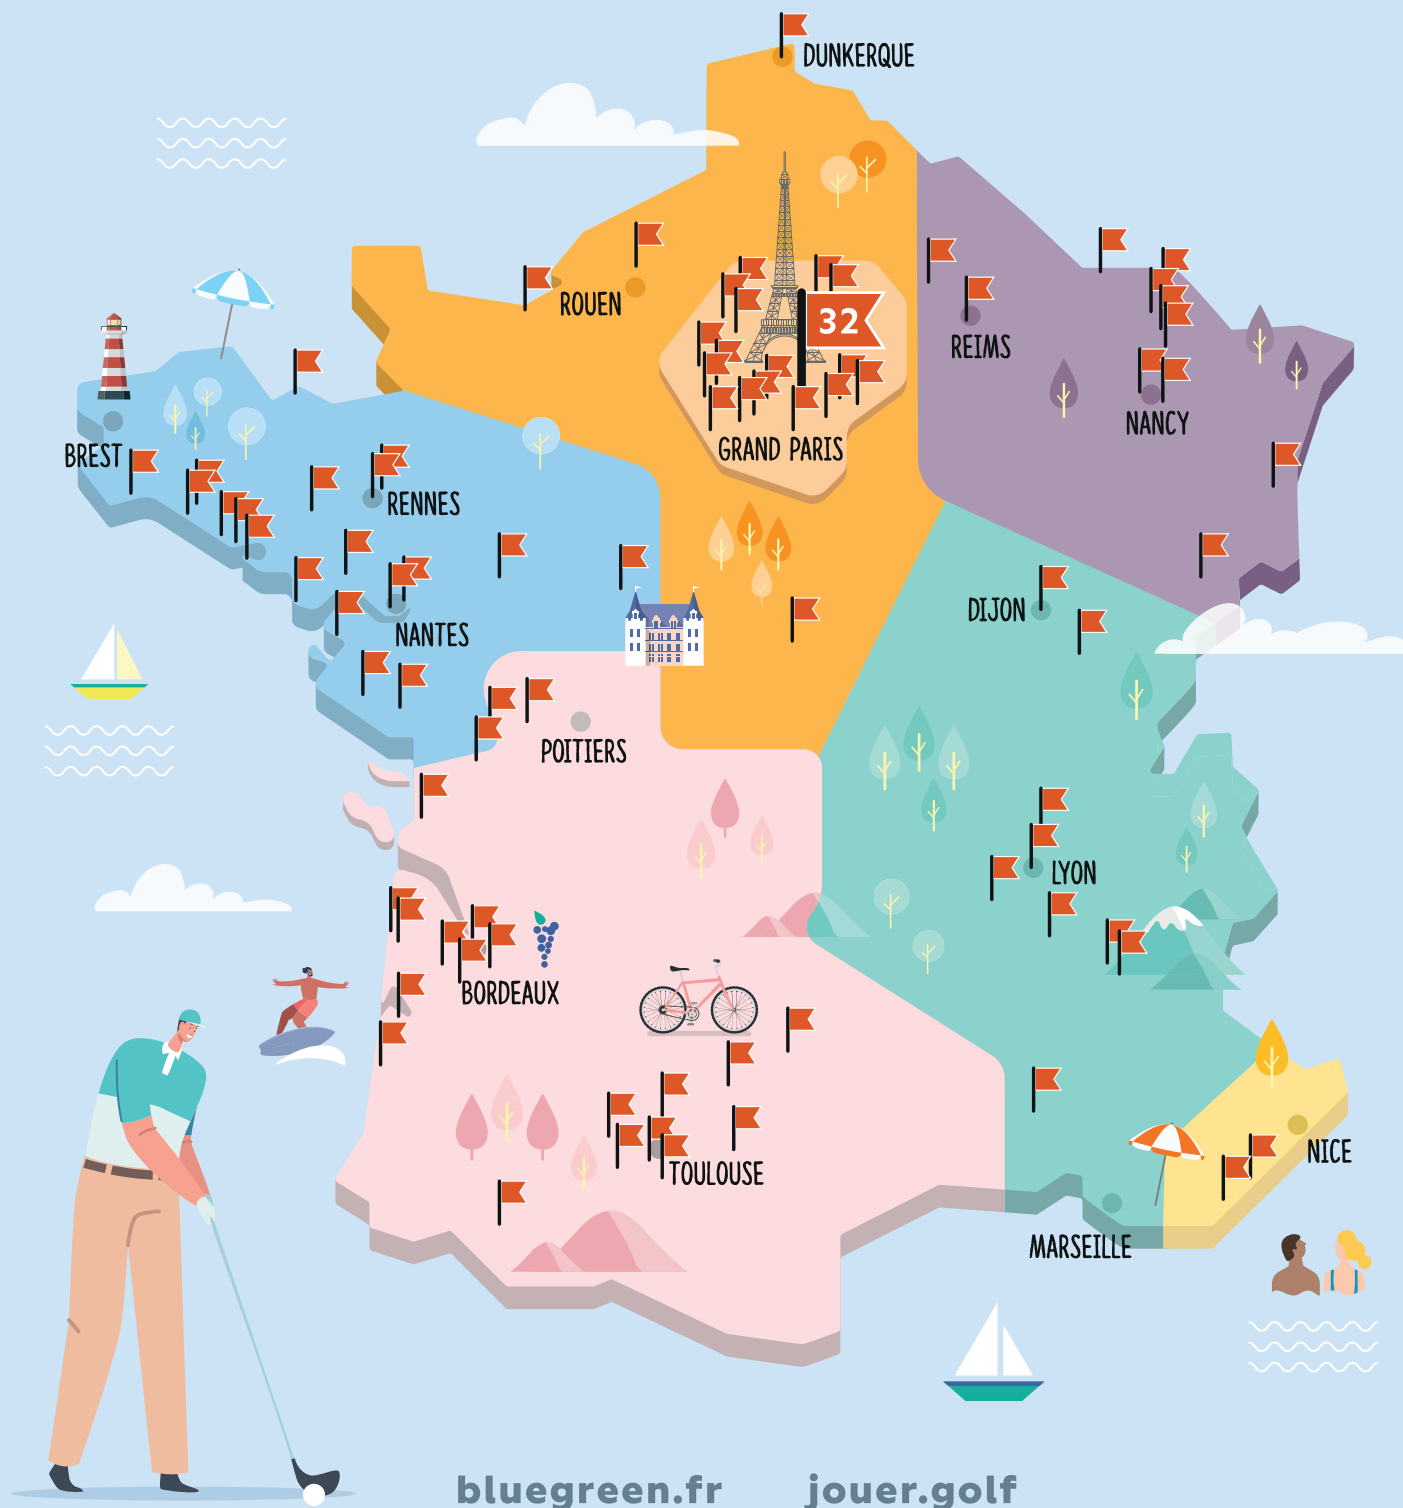 DUNKERQUE
ROUEN
32
REIMS
NANCY
BREST
GRAND PARIS
RENNES
DIJON
NANTES
POITIERS
LYON
BORDEAUX
TOULOUSE
NICE
MARSEILLE
bluegreen.fr jouer.golf